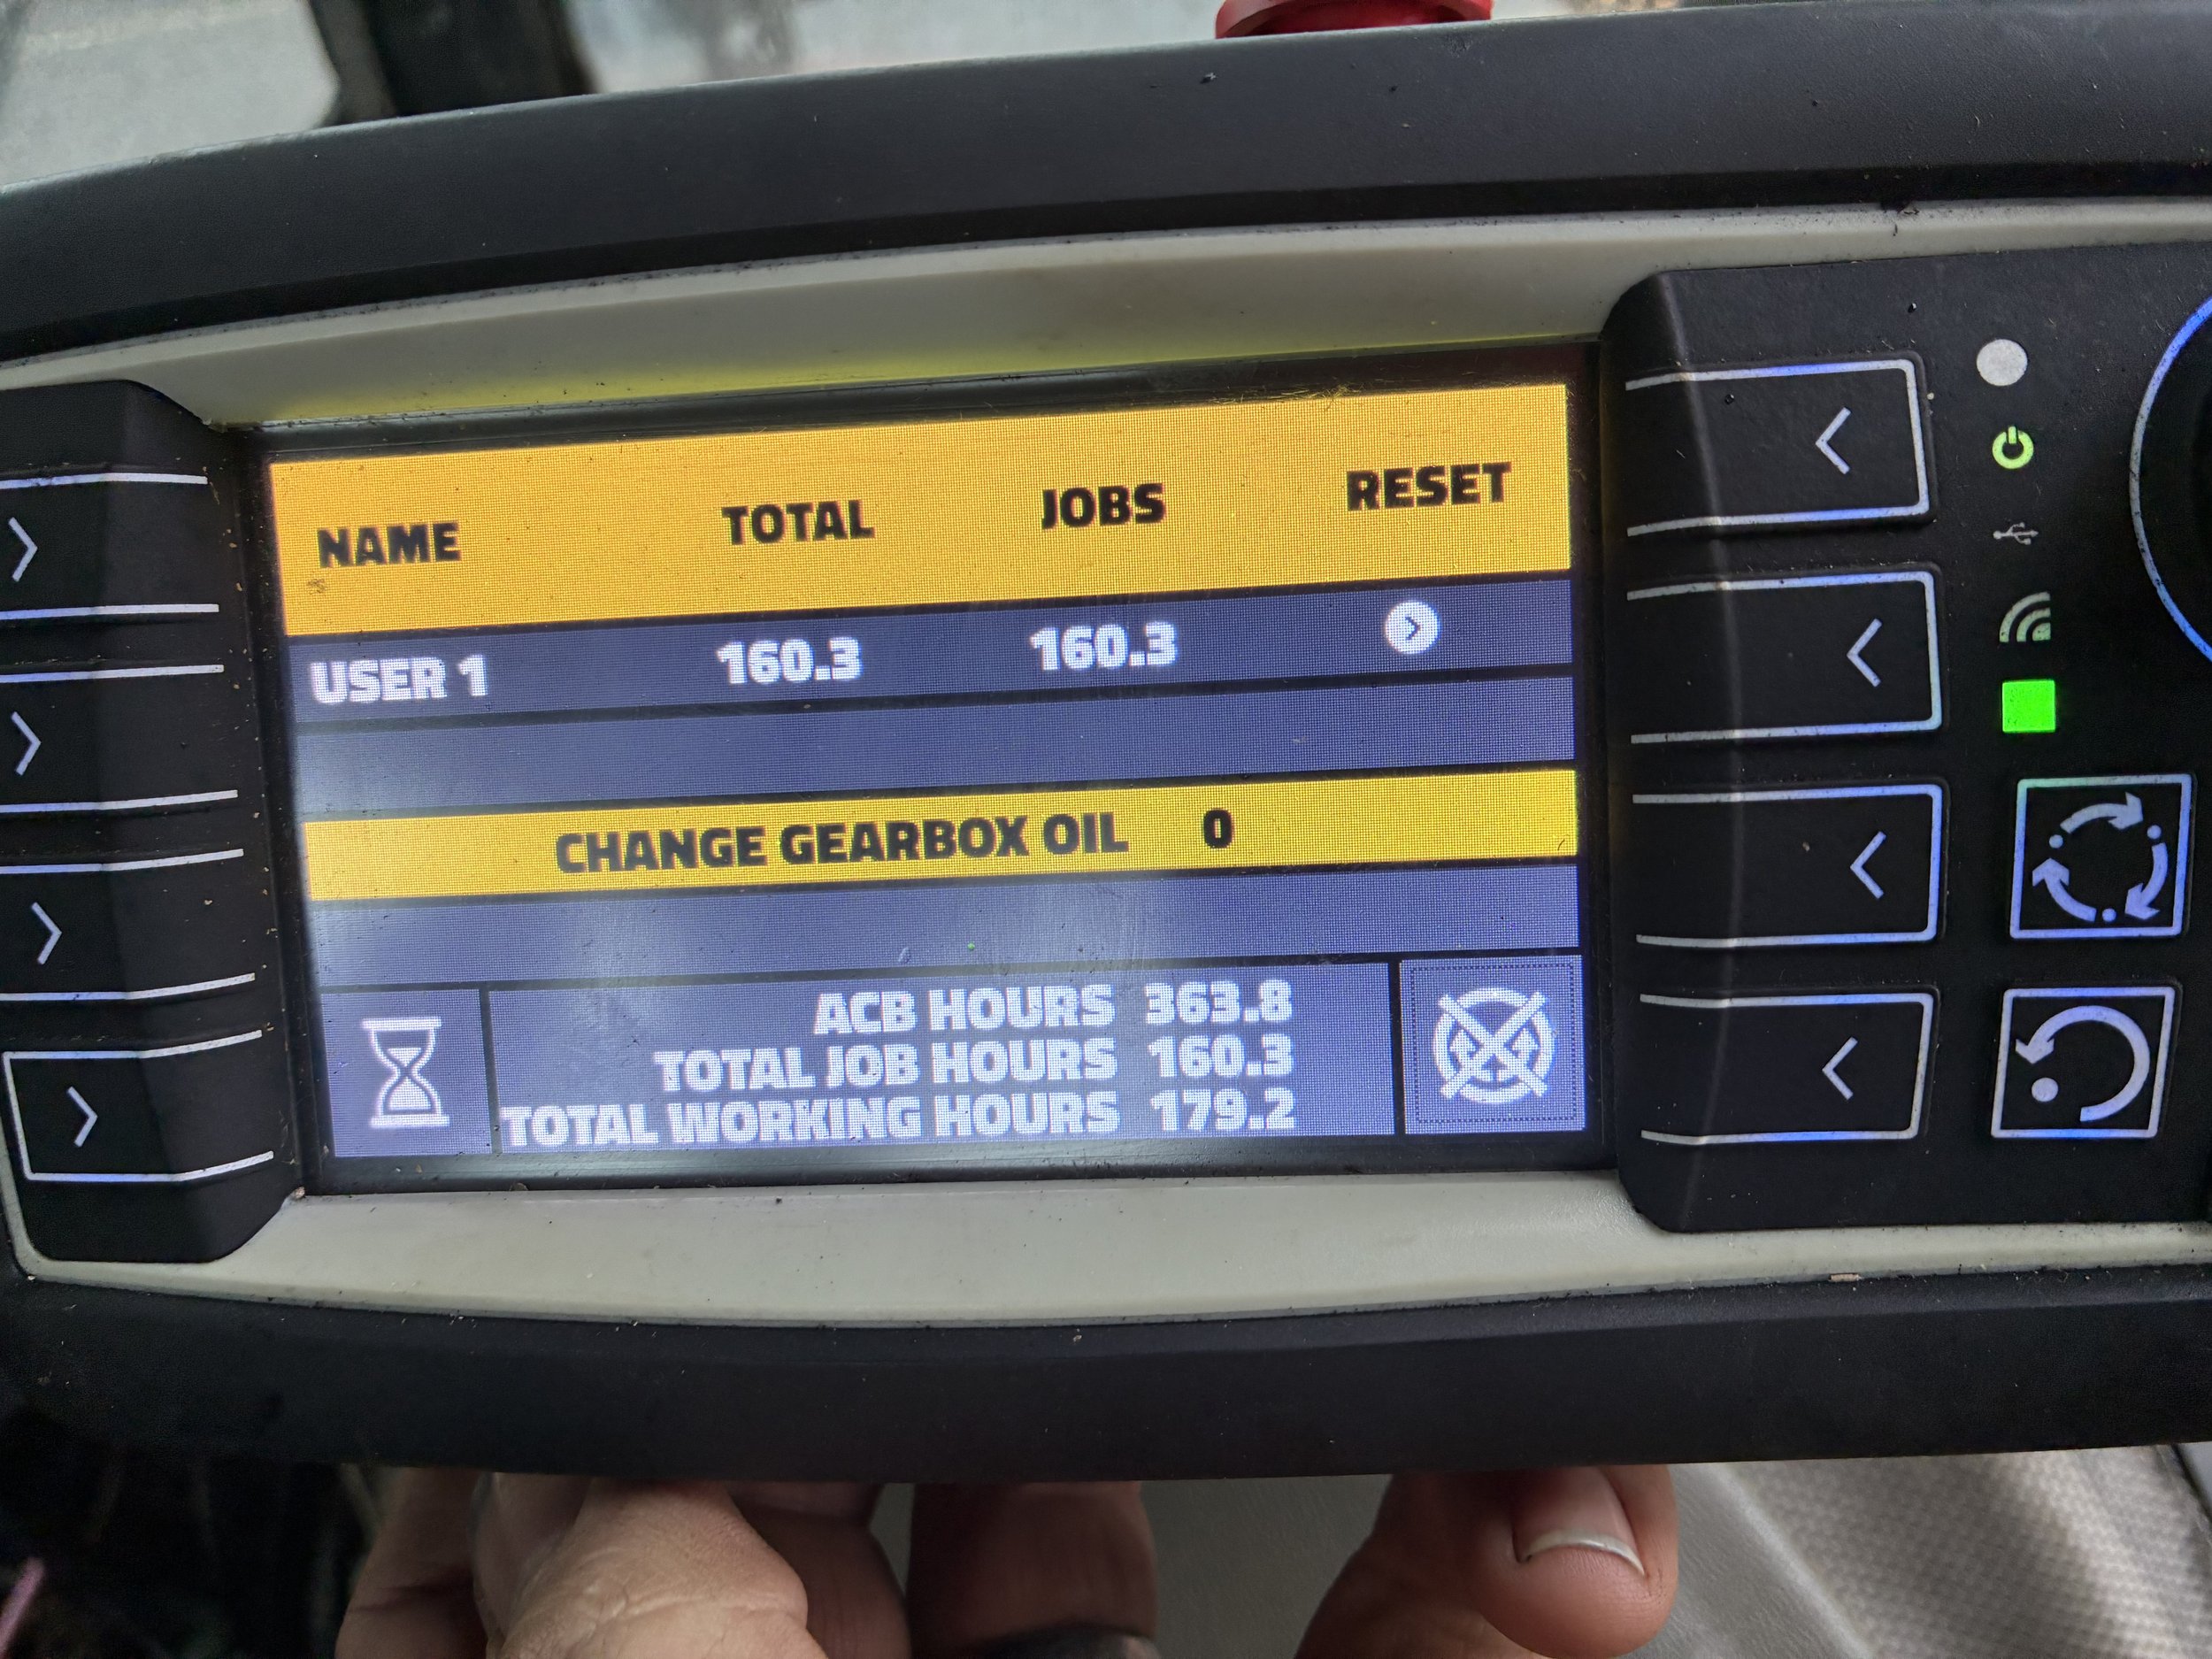 NAME TOTAL JOBS RESET
USER 1 160.3 160.3
CHANGE GEARBOX OIL 0
ACB HOURS 363.8
TOTAL JOB HOURS 160.3
TOTAL WORKING HOURS 179.2